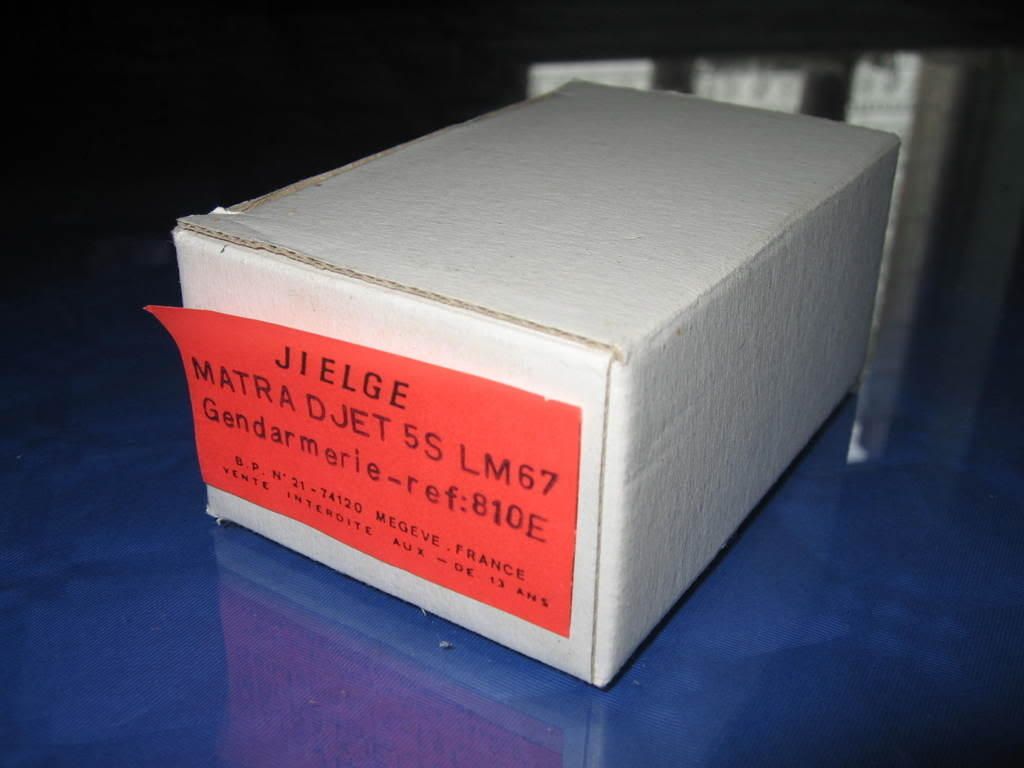 JIELGE
MATRA DJET 5S LM67
Gendarmerie-ref:810E
B.P. N° 21 - 74120 MEGEVE . FRANCE
VENTE INTERDITE AUX - DE 13 ANS